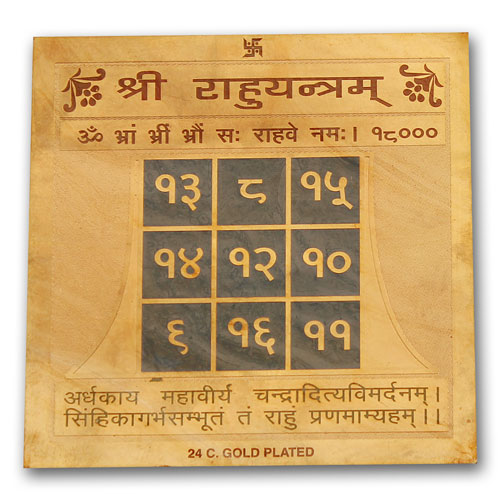 श्री राहुयन्त्रम्
ॐ भ्रां भ्रीं भ्रौं सः राहवे नमः। १८०००
१३ ८ १५
१४ १२ १०
६ १६ ११
अर्धकाय महावीर्य चन्द्रादित्यविमर्दनम्।
सिंहिकागर्भसम्भूतं तं राहुं प्रणमाम्यहम्।।
24 C. GOLD PLATED